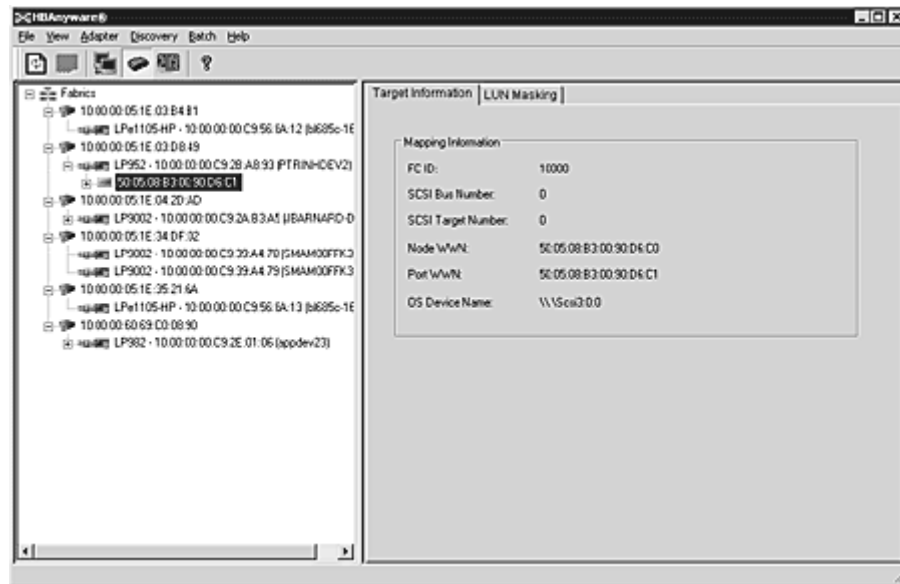 HBAnyware®
File View Adapter Discovery Batch Help
Fabrics
10:00:00:05:1E:03:B4:B1
LPe1105-HP - 10:00:00:00:C9:56:6A:12 (bl685c-1E
10:00:00:05:1E:03:D8:49
LP952 - 10:00:00:00:C9:28:A8:93 (PTRINHDEV2)
50:05:08:B3:00:90:D6:C1
10:00:00:05:1E:04:2D:AD
LP9002 - 10:00:00:00:C9:2A:B3:A5 (JBARNARD-D
10:00:00:05:1E:34:DF:02
LP9002 - 10:00:00:00:C9:39:A4:70 (SMAM00FFK3
LP9002 - 10:00:00:00:C9:39:A4:79 (SMAM00FFK3
10:00:00:05:1E:35:21:6A
LPe1105-HP - 10:00:00:00:C9:56:6A:13 (bl685c-1E
10:00:00:60:69:C0:08:90
LP982 - 10:00:00:00:C9:2E:01:06 (appdev23)
Target Information
LUN Masking
Mapping Information
FC ID: 10000
SCSI Bus Number: 0
SCSI Target Number: 0
Node WWN: 50:05:08:B3:00:90:D6:C0
Port WWN: 50:05:08:B3:00:90:D6:C1
OS Device Name: \\.\Scsi3:0:0